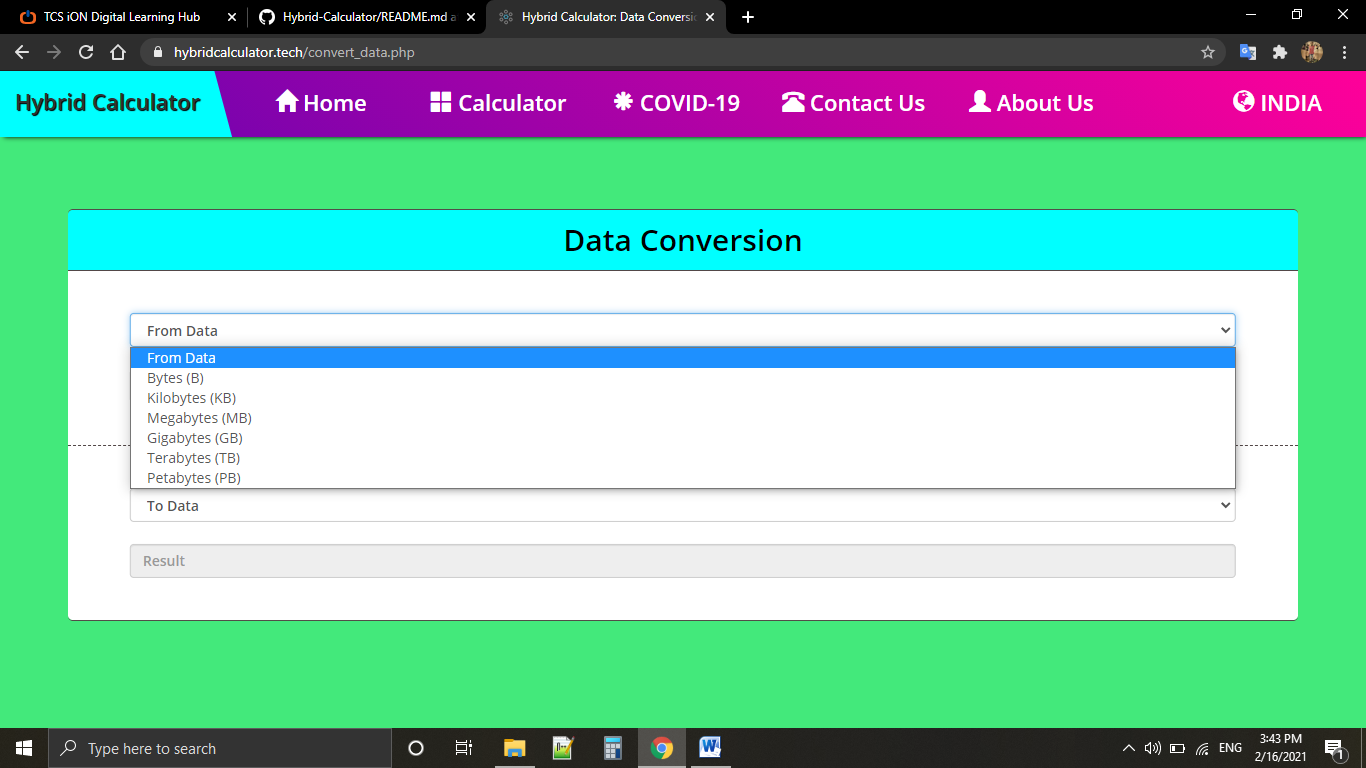 TCS iON Digital Learning Hub
Hybrid-Calculator/README.md a
Hybrid Calculator: Data Conversio
hybridcalculator.tech/convert_data.php
Hybrid Calculator
Home
Calculator
COVID-19
Contact Us
About Us
INDIA
Data Conversion
From Data
From Data
Bytes (B)
Kilobytes (KB)
Megabytes (MB)
Gigabytes (GB)
Terabytes (TB)
Petabytes (PB)
To Data
Result
Type here to search
ENG
3:43 PM
2/16/2021
1